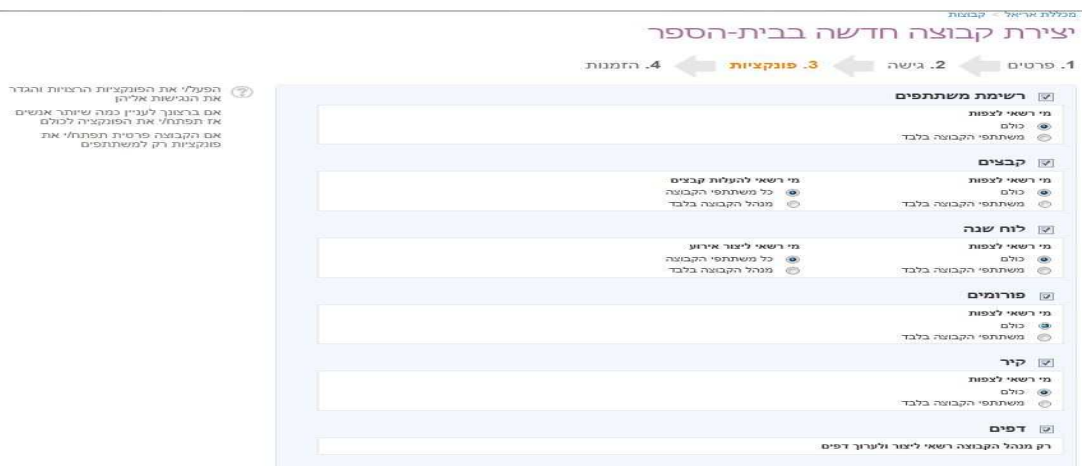 מכללת אריאל > קבוצות
יצירת קבוצה חדשה בבית-הספר
1. פרטים 2. גישה 3. פונקציות 4. הזמנות
הפעל/י את הפונקציות הרצויות והגדר
את הנגישות אליהן
אם ברצונך לעניין כמה שיותר אנשים
אז תפתח/י את הפונקציה לכולם
אם הקבוצה פרטית תפתח/י את
פונקציות רק למשתתפים
רשימת משתתפים
מי רשאי לצפות
כולם
משתתפי הקבוצה בלבד
קבצים
מי רשאי לצפות מי רשאי להעלות קבצים
כולם כל משתתפי הקבוצה
משתתפי הקבוצה בלבד מנהל הקבוצה בלבד
לוח שנה
מי רשאי לצפות מי רשאי ליצור אירוע
כולם כל משתתפי הקבוצה
משתתפי הקבוצה בלבד מנהל הקבוצה בלבד
פורומים
מי רשאי לצפות
כולם
משתתפי הקבוצה בלבד
קיר
מי רשאי לצפות
כולם
משתתפי הקבוצה בלבד
דפים
רק מנהל הקבוצה רשאי ליצור ולערוך דפים